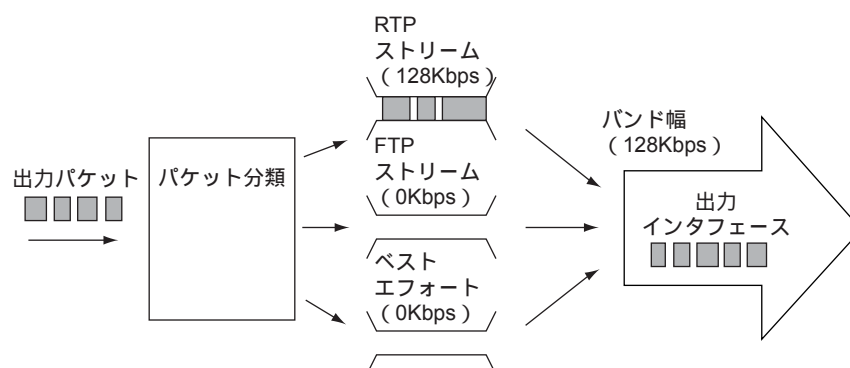 RTP
ストリーム
（128Kbps）
FTP
ストリーム
（0Kbps）
ベスト
エフォート
（0Kbps）
出力パケット
パケット分類
バンド幅
（128Kbps）
出力
インタフェース